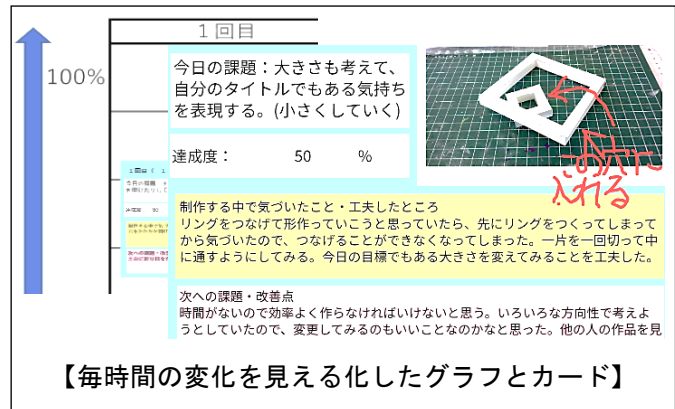 1回目
100%
今日の課題：大きさも考えて、
自分のタイトルでもある気持ち
を表現する。(小さくしていく)
達成度： 50 %
入れる
制作する中で気づいたこと・工夫したところ
リングをつなげて形作っていこうと思っていたら、先にリングをつくってしまって
から気づいたので、つなげることができなくなってしまった。一片を一回切って中
に通すようにしてみる。今日の目標でもある大きさを変えてみることを工夫した。
次への課題・改善点
時間がないので効率よく作らなければいけないと思う。いろいろな方向性で考えよ
うとしていたので、変更してみるのもいいことなのかなと思った。他の人の作品を見
【毎時間の変化を見える化したグラフとカード】